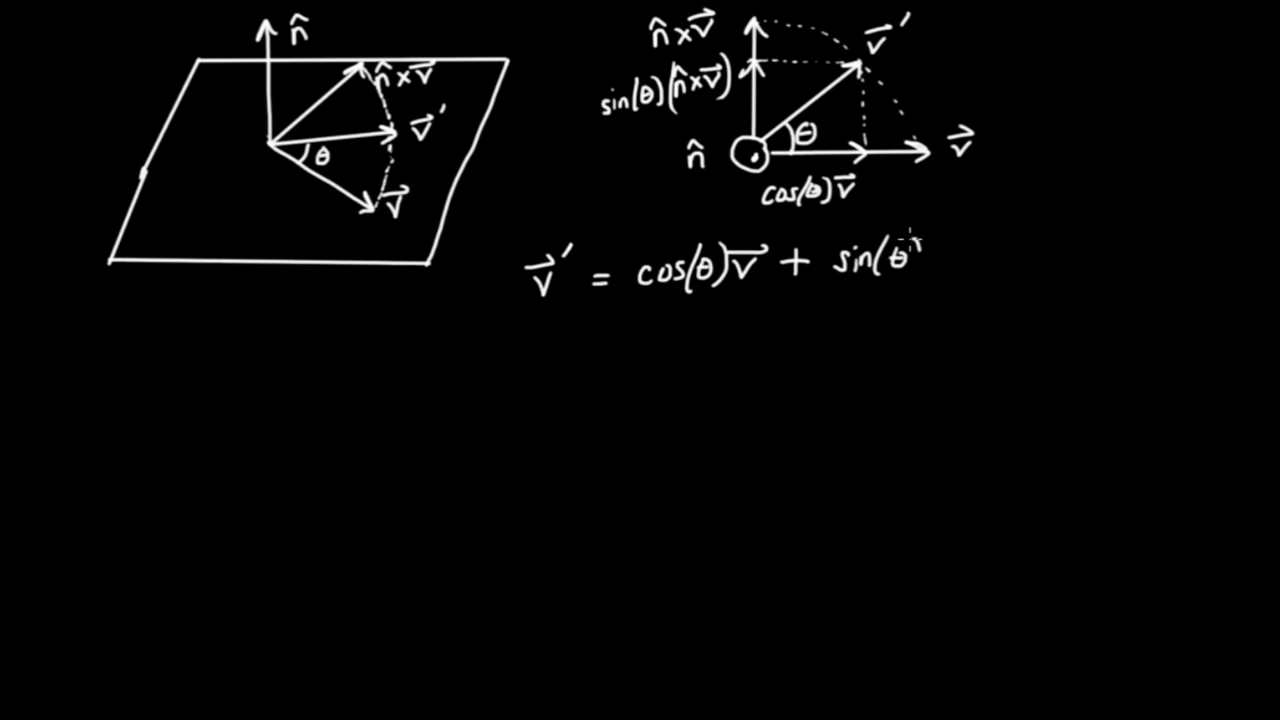 n̂
n̂ × v⃗
v⃗ ′
θ
v⃗
n̂ × v⃗
v⃗ ′
sin(θ)(n̂ × v⃗)
θ
n̂
v⃗
cos(θ)v⃗
v⃗ ′ = cos(θ)v⃗ + sin(θ